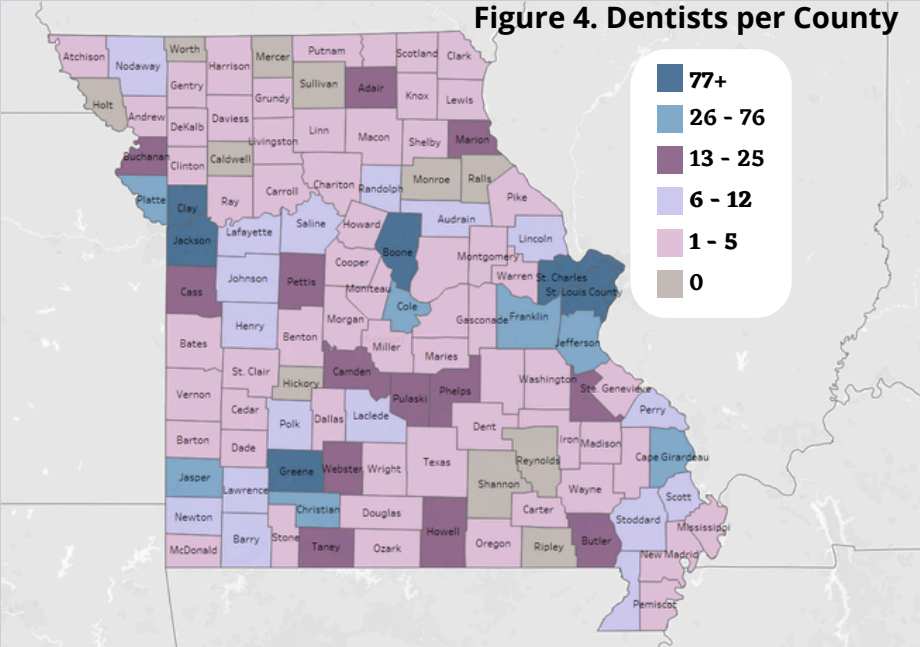 Figure 4. Dentists per County
77+
26 - 76
13 - 25
6 - 12
1 - 5
0
Atchison
Nodaway
Worth
Harrison
Mercer
Putnam
Scotland
Clark
Gentry
Sullivan
Adair
Knox
Lewis
Holt
Andrew
Grundy
DeKalb
Daviess
Livingston
Linn
Macon
Shelby
Marion
Buchanan
Clinton
Caldwell
Carroll
Chariton
Randolph
Monroe
Ralls
Pike
Platte
Clay
Ray
Saline
Howard
Audrain
Lafayette
Jackson
Boone
Lincoln
Montgomery
Cooper
Warren
St. Charles
Cass
Johnson
Pettis
Moniteau
St. Louis County
Cole
Henry
Morgan
Gasconade
Franklin
Bates
Benton
Miller
Maries
Jefferson
St. Clair
Camden
Hickory
Washington
Ste. Genevieve
Vernon
Pulaski
Phelps
Cedar
Polk
Dallas
Laclede
Perry
Dent
Barton
Dade
Iron
Madison
Cape Girardeau
Jasper
Greene
Webster
Wright
Texas
Reynolds
Lawrence
Shannon
Wayne
Scott
Newton
Christian
Douglas
Carter
Stoddard
Mississippi
Howell
McDonald
Barry
Stone
Taney
Ozark
Oregon
Ripley
Butler
New Madrid
Pemiscot